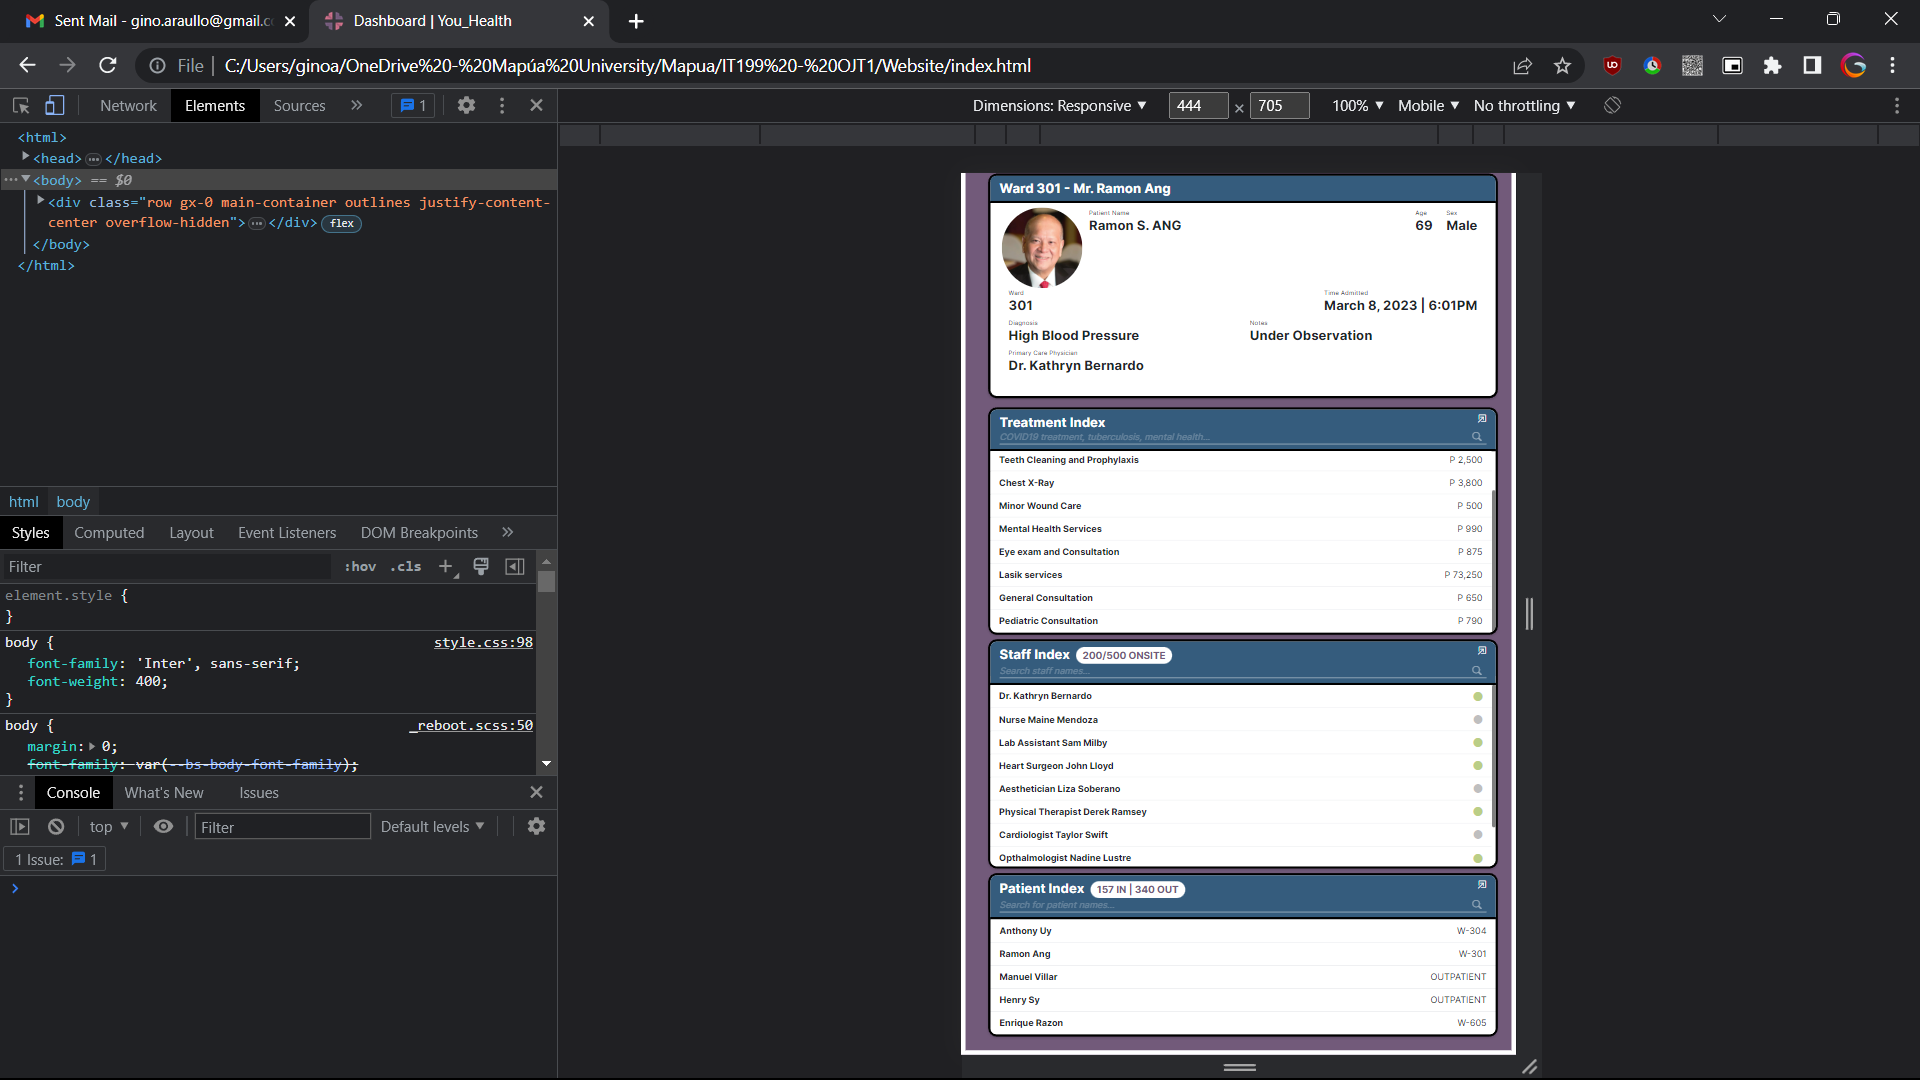 Sent Mail - gino.araullo@gmail.c
Dashboard | You_Health
File
C:/Users/ginoa/OneDrive%20-%20Mapúa%20University/Mapua/IT199%20-%20OJT1/Website/index.html
Network
Elements
Sources
1
Dimensions: Responsive
444
×
705
100%
Mobile
No throttling
<html>
<head>…</head>
<body> == $0
<div class="row gx-0 main-container outlines justify-content-
center overflow-hidden">…</div>
flex
</body>
</html>
html
body
Styles
Computed
Layout
Event Listeners
DOM Breakpoints
Filter
:hov
.cls
element.style {
}
body {
style.css:98
font-family: 'Inter', sans-serif;
font-weight: 400;
}
body {
_reboot.scss:50
margin: 0;
font-family: var(--bs-body-font-family);
Console
What's New
Issues
top
Filter
Default levels
1 Issue:
1
Ward 301 - Mr. Ramon Ang
Patient Name
Ramon S. ANG
Age
69
Sex
Male
Ward
301
Time Admitted
March 8, 2023 | 6:01PM
Diagnosis
High Blood Pressure
Notes
Under Observation
Primary Care Physician
Dr. Kathryn Bernardo
Treatment Index
COVID19 treatment, tuberculosis, mental health...
Teeth Cleaning and Prophylaxis P 2,500
Chest X-Ray P 3,800
Minor Wound Care P 500
Mental Health Services P 990
Eye exam and Consultation P 875
Lasik services P 73,250
General Consultation P 650
Pediatric Consultation P 790
Staff Index
200/500 ONSITE
Search staff names...
Dr. Kathryn Bernardo
Nurse Maine Mendoza
Lab Assistant Sam Milby
Heart Surgeon John Lloyd
Aesthetician Liza Soberano
Physical Therapist Derek Ramsey
Cardiologist Taylor Swift
Opthalmologist Nadine Lustre
Patient Index
157 IN | 340 OUT
Search for patient names...
Anthony Uy W-304
Ramon Ang W-301
Manuel Villar OUTPATIENT
Henry Sy OUTPATIENT
Enrique Razon W-605